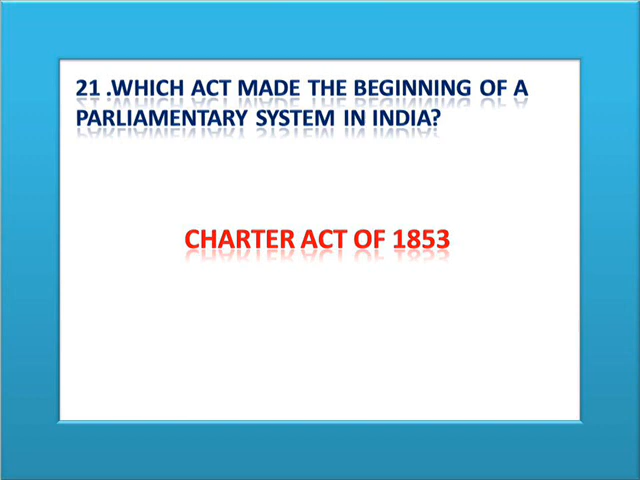 21 .WHICH ACT MADE THE BEGINNING OF A
PARLIAMENTARY SYSTEM IN INDIA?
CHARTER ACT OF 1853